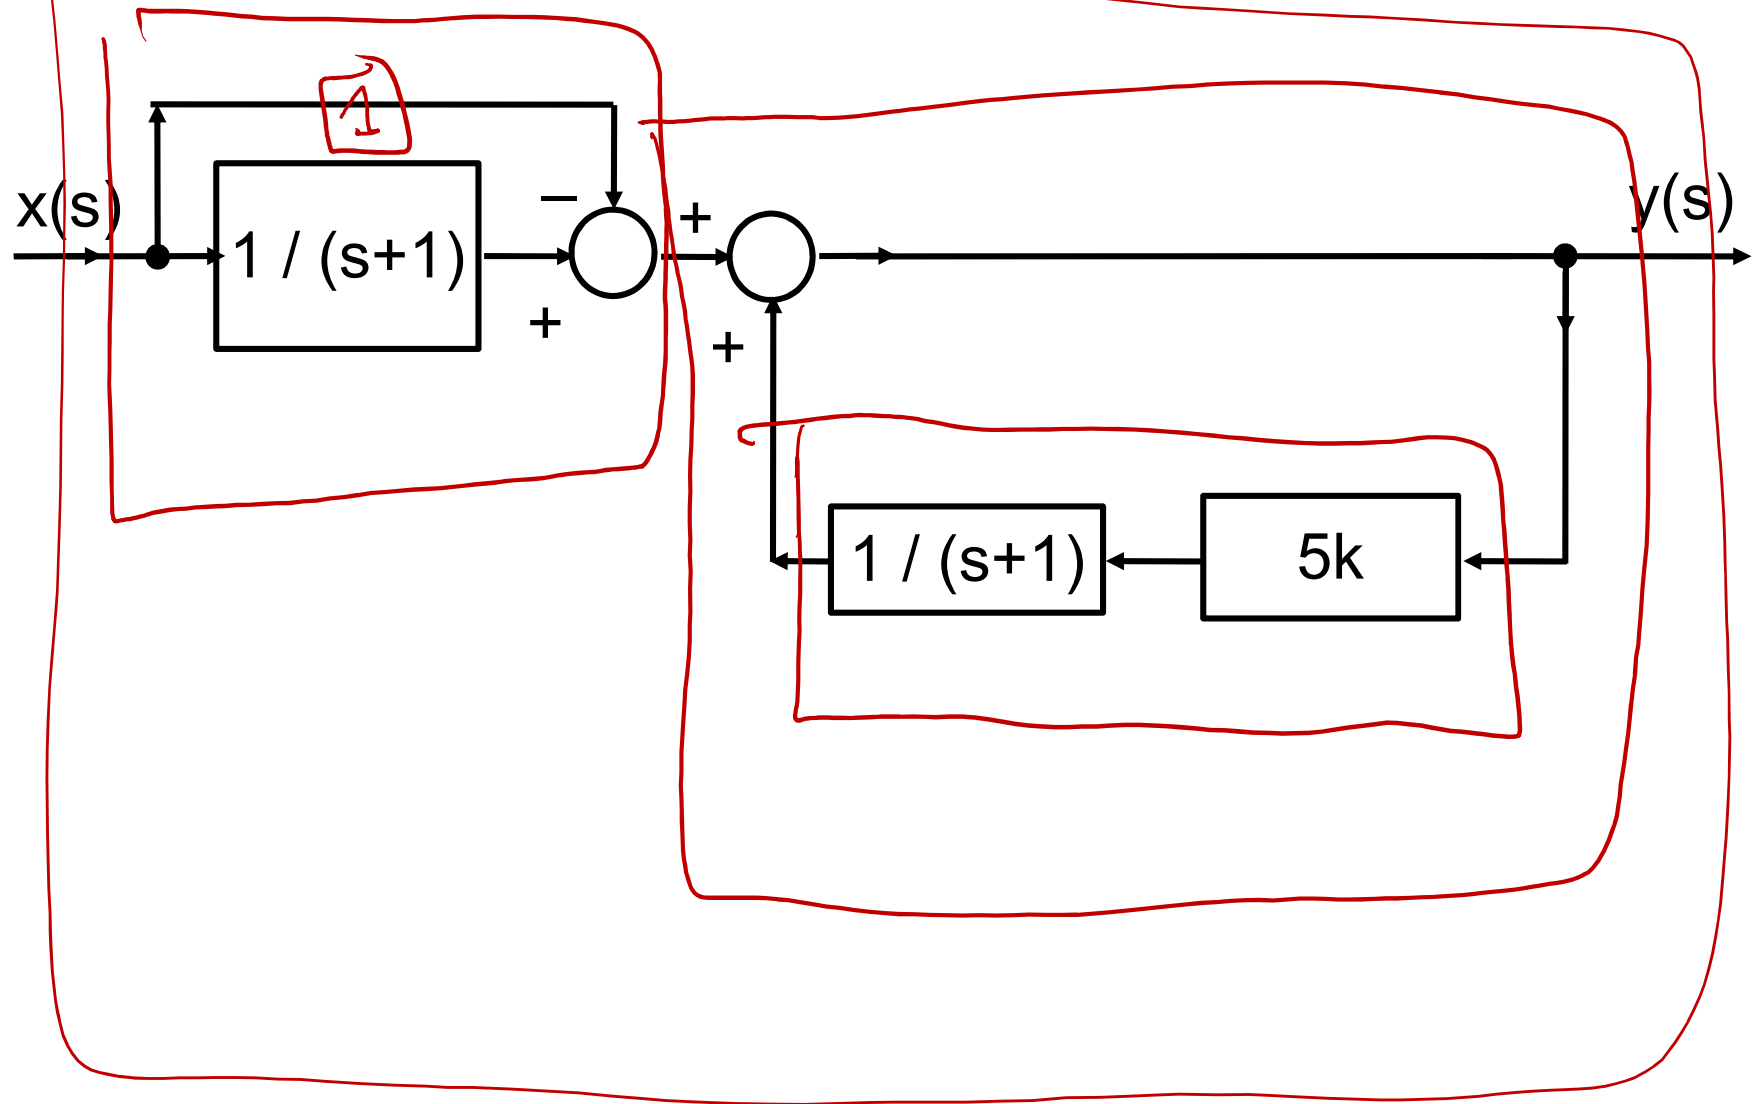 1
x(s)
1 / (s+1)
−
+
+
+
y(s)
1 / (s+1)
5k